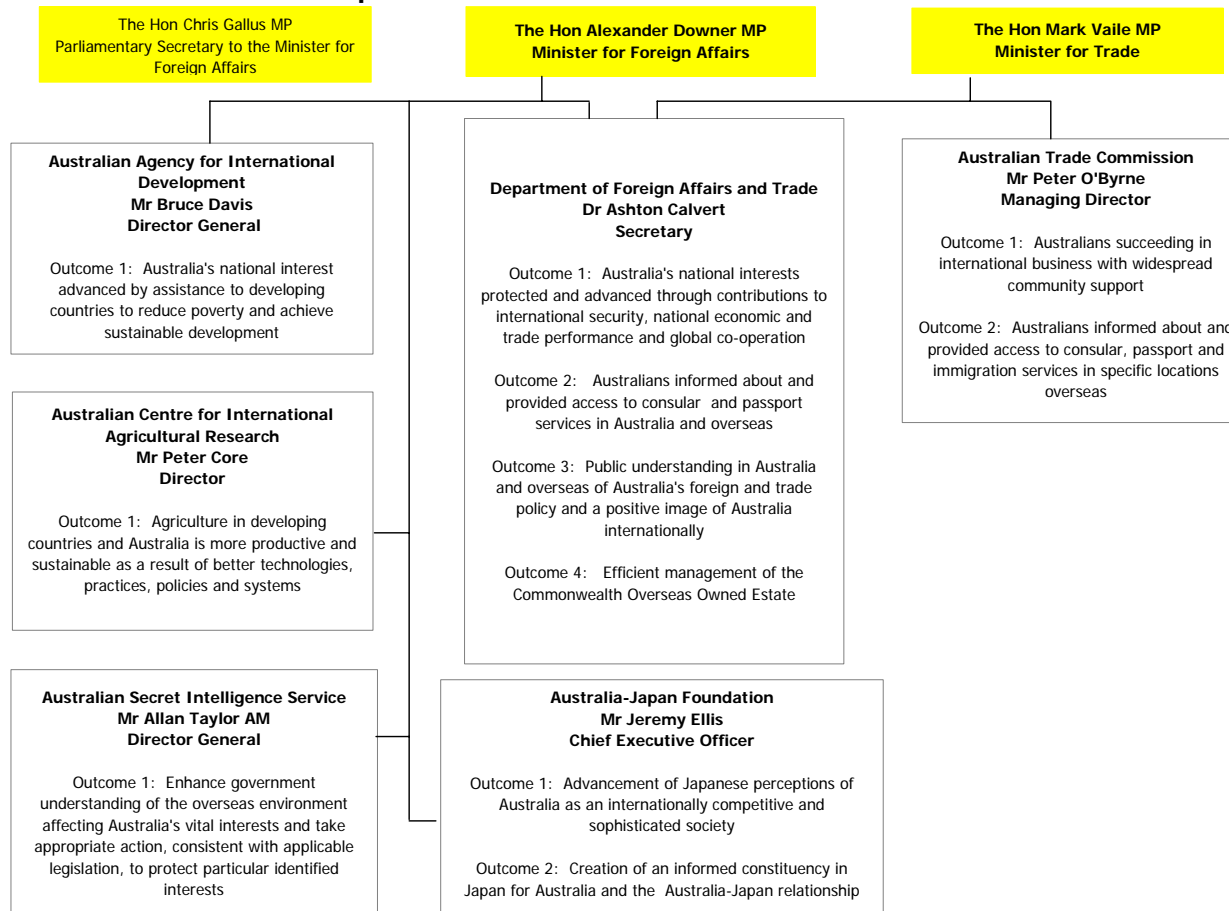 The Hon Chris Gallus MP
Parliamentary Secretary to the Minister for
Foreign Affairs
The Hon Alexander Downer MP
Minister for Foreign Affairs
The Hon Mark Vaile MP
Minister for Trade
Australian Agency for International
Development
Mr Bruce Davis
Director General
Outcome 1: Australia's national interest
advanced by assistance to developing
countries to reduce poverty and achieve
sustainable development
Department of Foreign Affairs and Trade
Dr Ashton Calvert
Secretary
Outcome 1: Australia's national interests
protected and advanced through contributions to
international security, national economic and
trade performance and global co-operation
Outcome 2: Australians informed about and
provided access to consular and passport
services in Australia and overseas
Outcome 3: Public understanding in Australia
and overseas of Australia's foreign and trade
policy and a positive image of Australia
internationally
Outcome 4: Efficient management of the
Commonwealth Overseas Owned Estate
Australian Trade Commission
Mr Peter O'Byrne
Managing Director
Outcome 1: Australians succeeding in
international business with widespread
community support
Outcome 2: Australians informed about and
provided access to consular, passport and
immigration services in specific locations
overseas
Australian Centre for International
Agricultural Research
Mr Peter Core
Director
Outcome 1: Agriculture in developing
countries and Australia is more productive and
sustainable as a result of better technologies,
practices, policies and systems
Australian Secret Intelligence Service
Mr Allan Taylor AM
Director General
Outcome 1: Enhance government
understanding of the overseas environment
affecting Australia's vital interests and take
appropriate action, consistent with applicable
legislation, to protect particular identified
interests
Australia-Japan Foundation
Mr Jeremy Ellis
Chief Executive Officer
Outcome 1: Advancement of Japanese perceptions of
Australia as an internationally competitive and
sophisticated society
Outcome 2: Creation of an informed constituency in
Japan for Australia and the Australia-Japan relationship